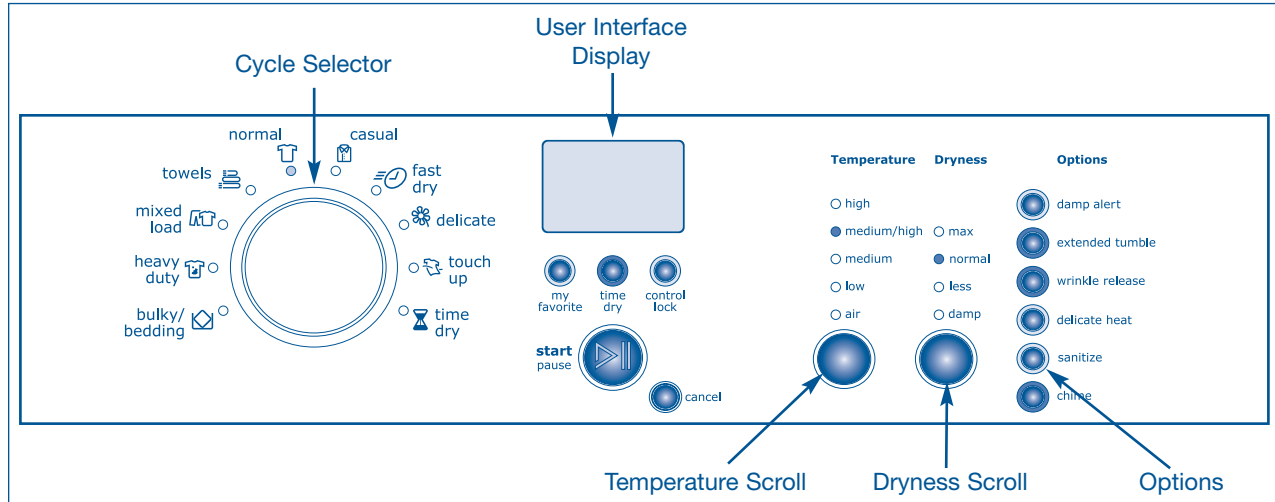 User Interface
Display
Cycle Selector
normal
casual
towels
fast
dry
mixed
load
delicate
heavy
duty
touch
up
bulky/
bedding
time
dry
my
favorite
time
dry
control
lock
start
pause
cancel
Temperature
high
medium/high
medium
low
air
Dryness
max
normal
less
damp
Options
damp alert
extended tumble
wrinkle release
delicate heat
sanitize
chime
Temperature Scroll
Dryness Scroll
Options